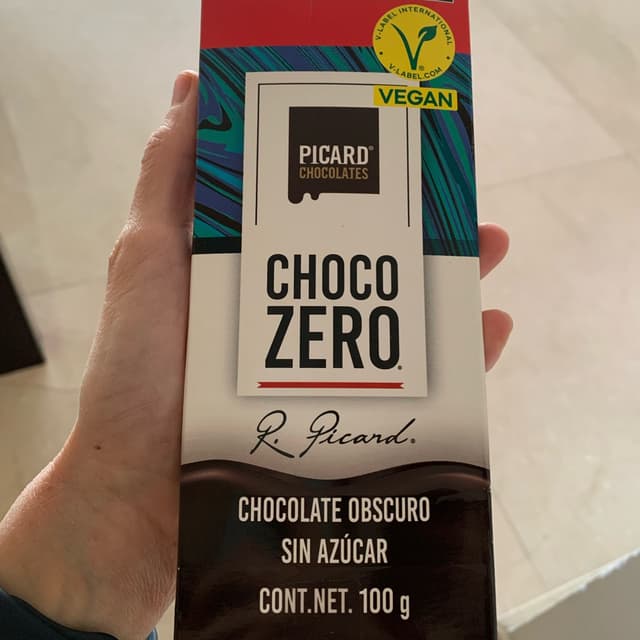 V-LABEL INTERNATIONAL
V-LABEL.COM
VEGAN
PICARD®
CHOCOLATES
CHOCO
ZERO®
R. Picard®
CHOCOLATE OBSCURO
SIN AZÚCAR
CONT.NET. 100 g